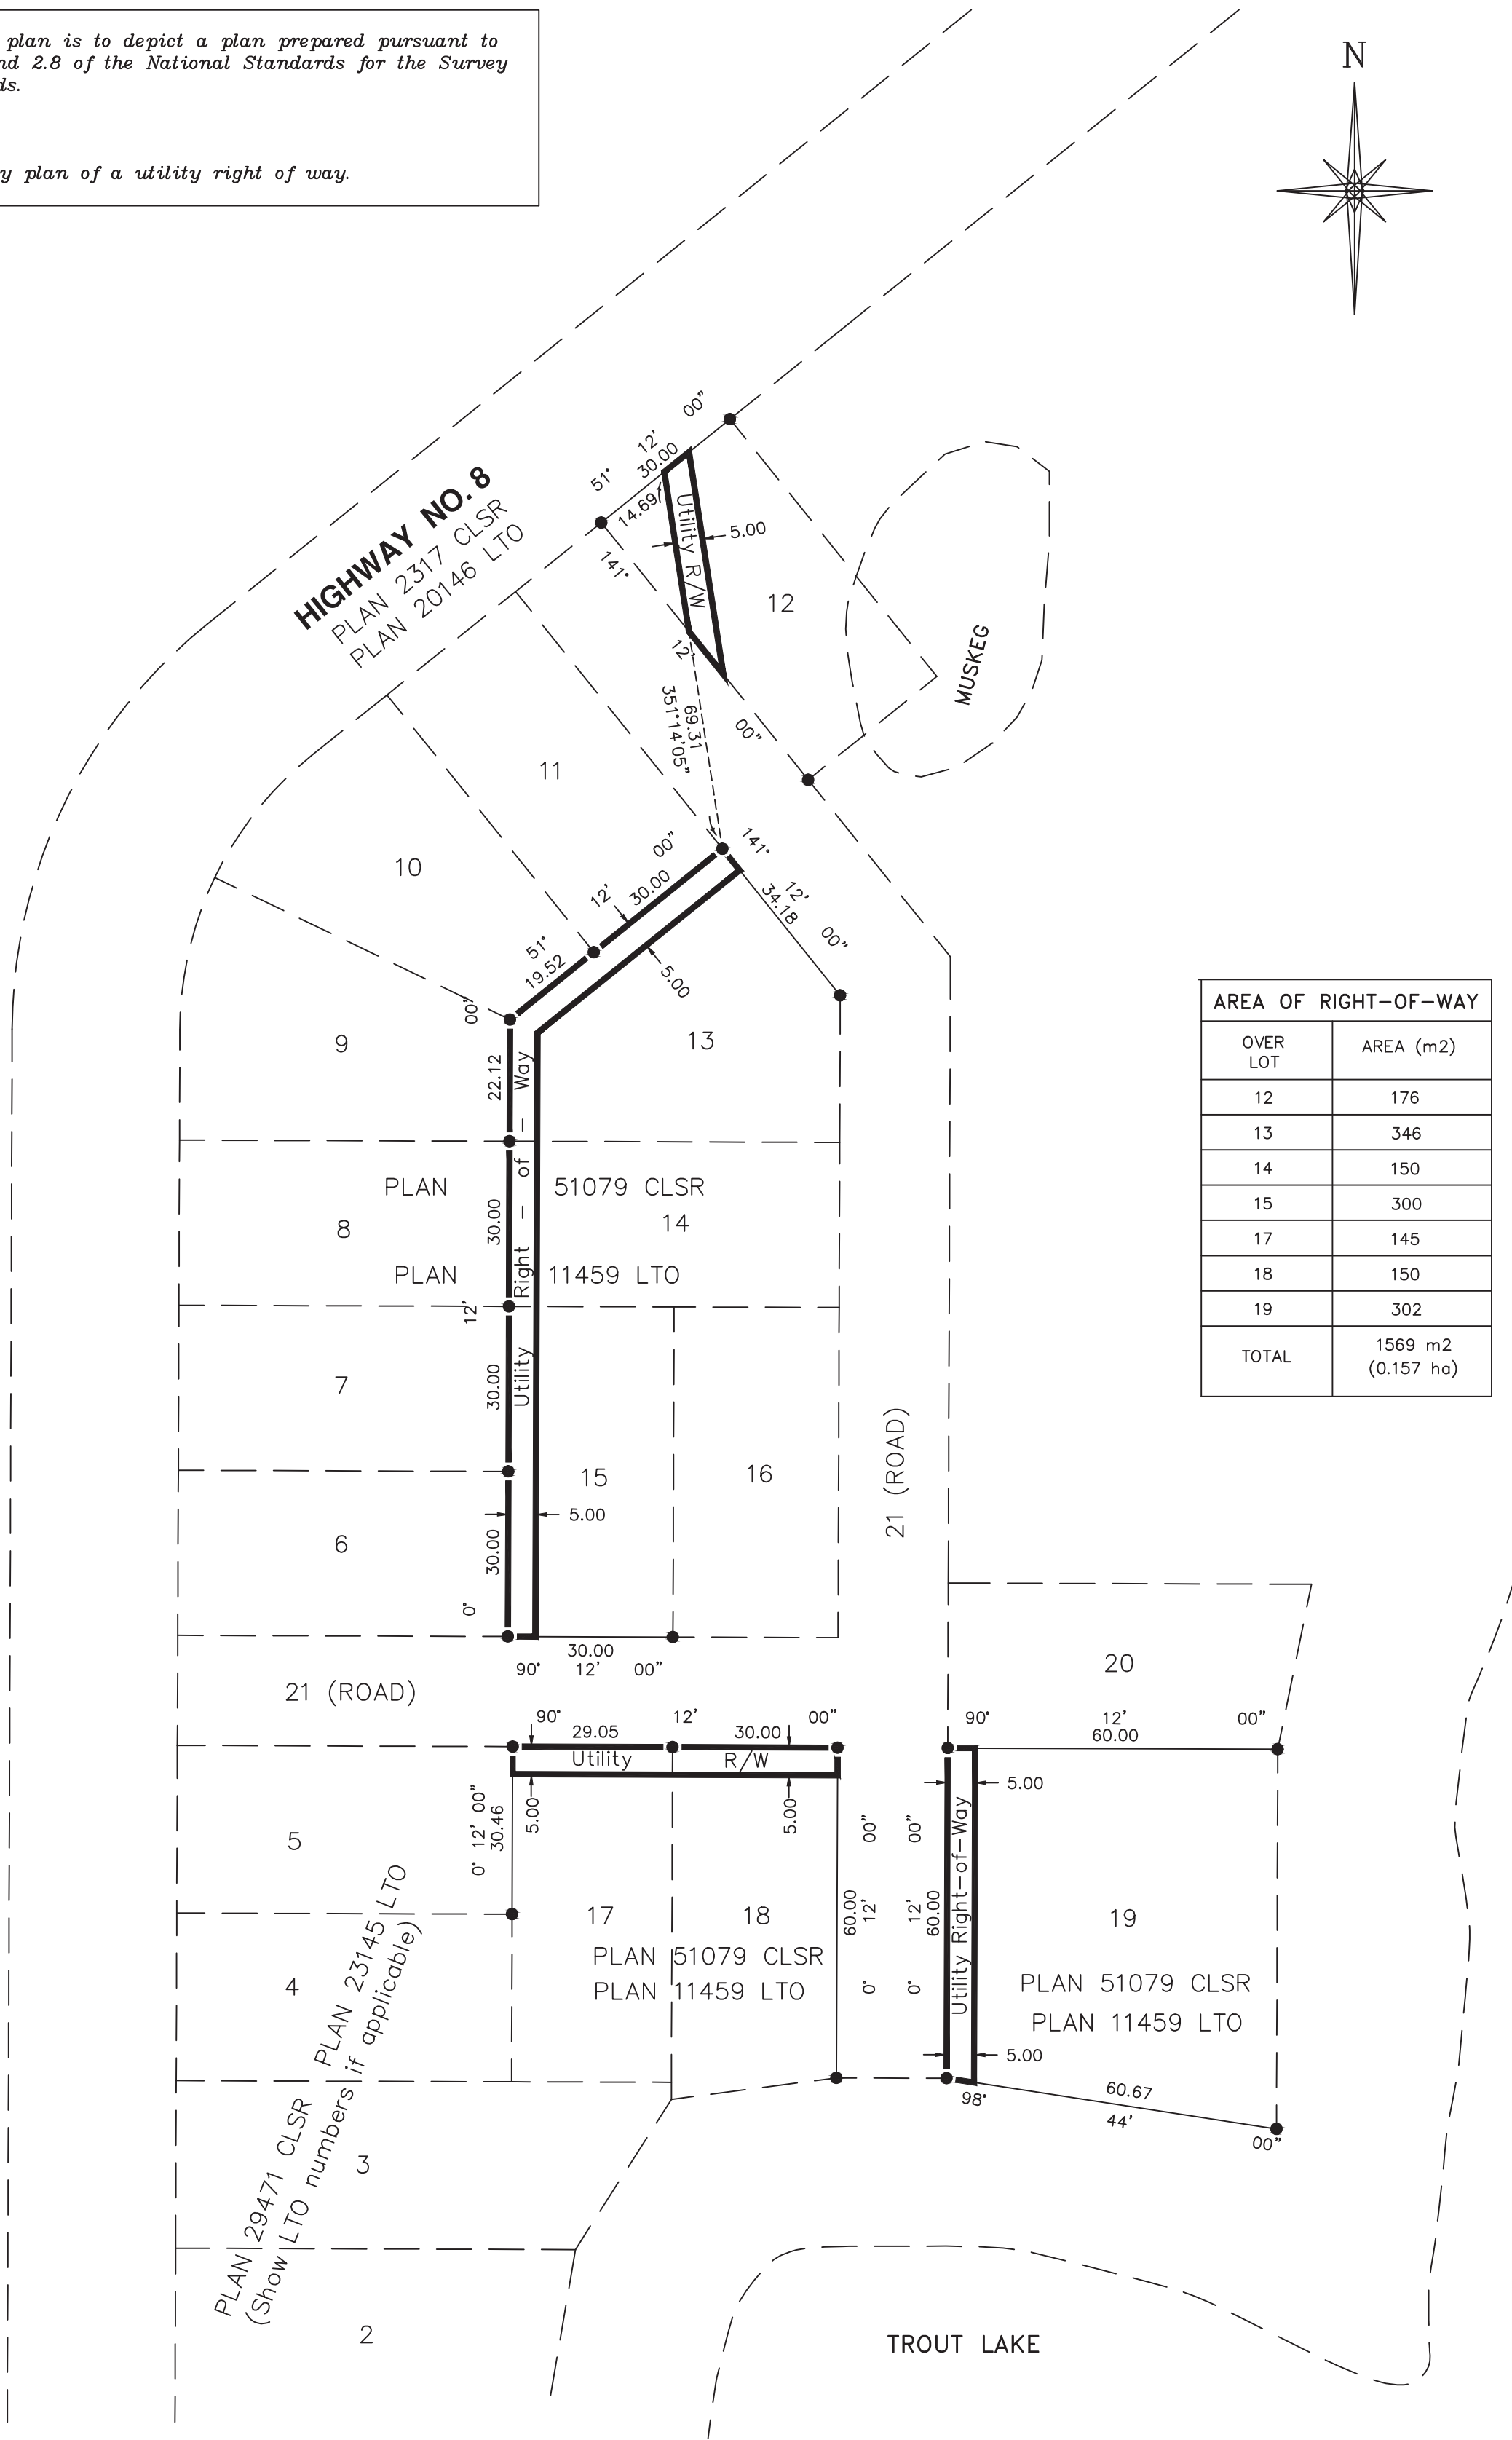 plan is to depict a plan prepared pursuant to
nd 2.8 of the National Standards for the Survey
ds.
y plan of a utility right of way.
N
HIGHWAY NO. 8
PLAN 2317 CLSR
PLAN 20146 LTO
51° 12' 00"
30.00
14.69
Utility R/W
5.00
12
141° 12' 00"
MUSKEG
69.31
351°14'05"
11
10
51° 12' 00"
19.52
30.00
141° 12' 00"
34.18
5.00
9
13
0° 12' 00'
22.12
30.00
30.00
30.00
Utility Right - of - Way
PLAN 51079 CLSR
8
14
PLAN 11459 LTO
7
15
16
6
5.00
30.00
90° 12' 00"
21 (ROAD)
21 (ROAD)
AREA OF RIGHT-OF-WAY
OVER LOT
AREA (m2)
12 176
13 346
14 150
15 300
17 145
18 150
19 302
TOTAL 1569 m2
(0.157 ha)
20
90° 12' 00"
29.05 30.00
Utility R/W
5.00
5.00
0° 12' 00"
30.46
5
4
17
18
PLAN 51079 CLSR
PLAN 11459 LTO
60.00
0° 12' 00"
0° 12' 00"
60.00
90° 12' 00"
60.00
5.00
Utility Right-of-Way
19
PLAN 51079 CLSR
PLAN 11459 LTO
5.00
60.67
98° 44' 00"
PLAN 29471 CLSR PLAN 23145 LTO
(Show LTO numbers if applicable)
3
2
TROUT LAKE